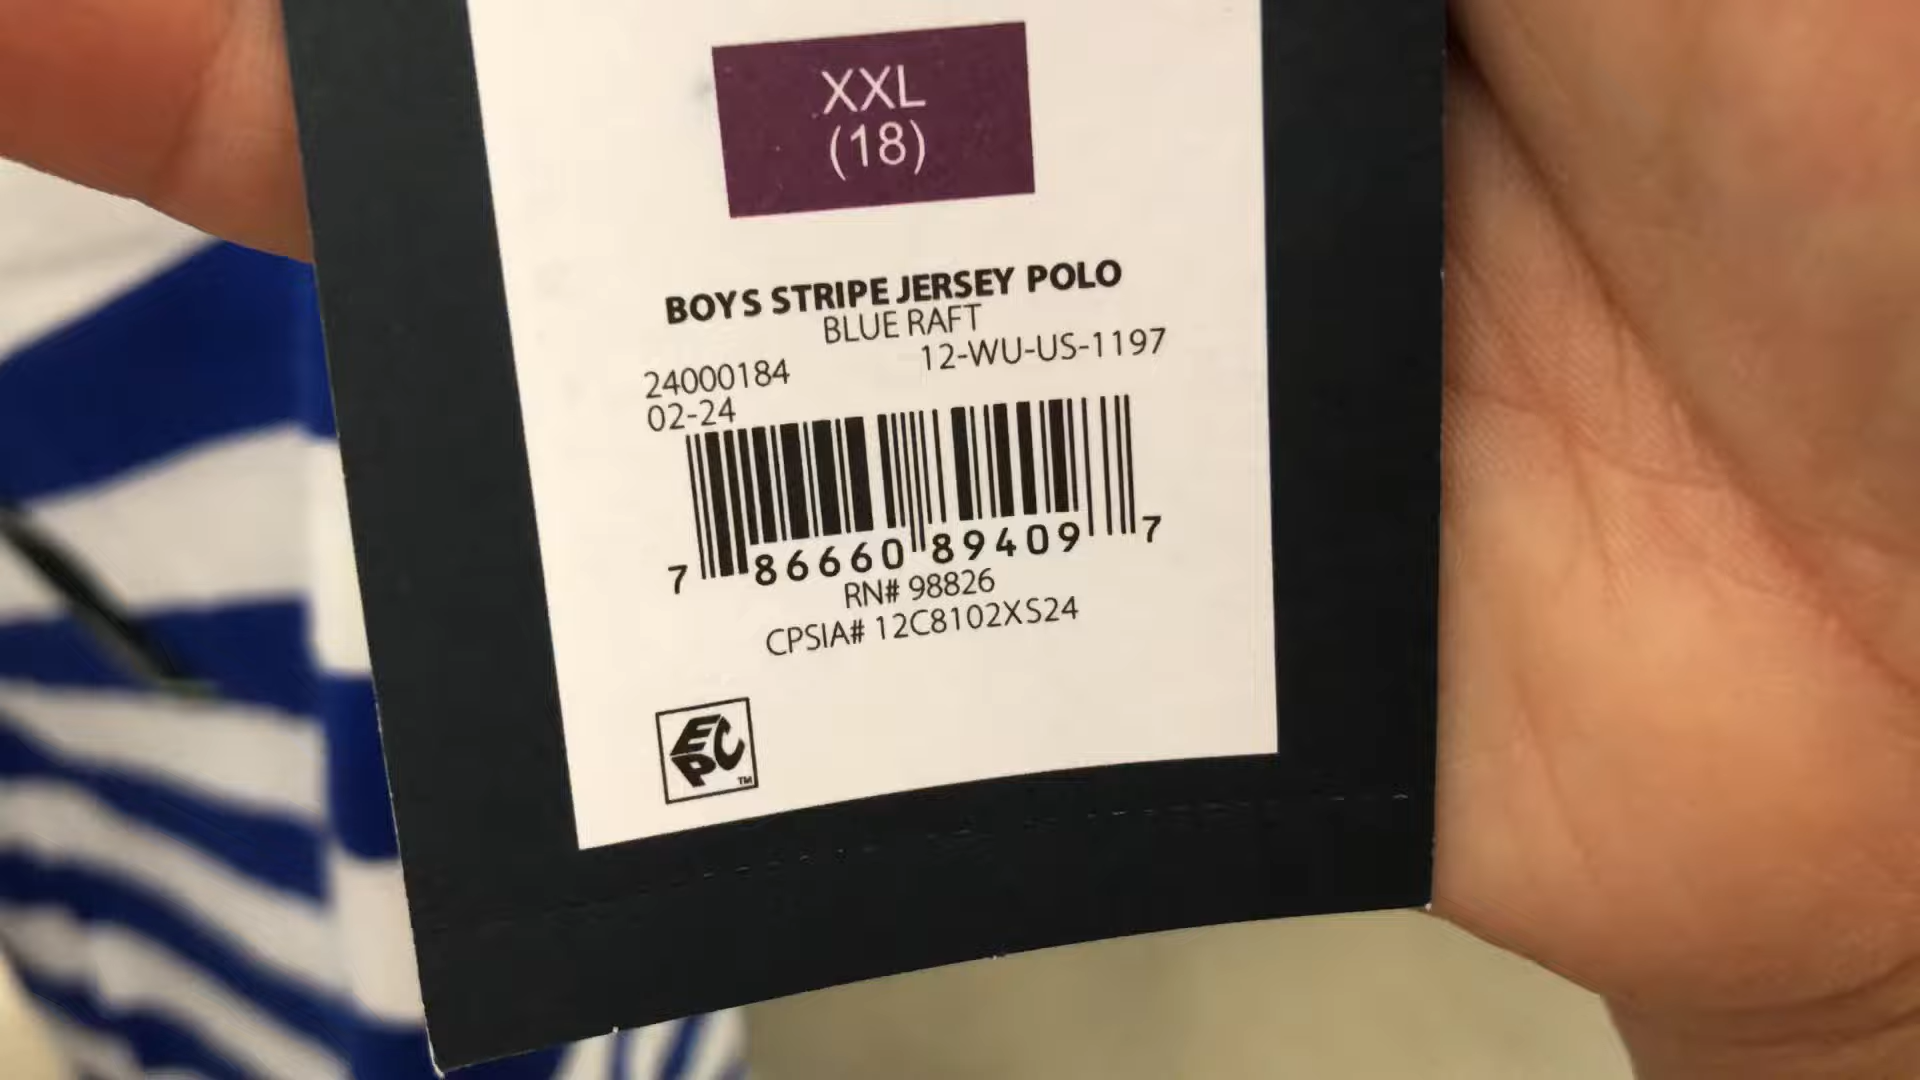 XXL
(18)
BOYS STRIPE JERSEY POLO
BLUE RAFT
24000184 12-WU-US-1197
02-24
7 86660 89409 7
RN# 98826
CPSIA# 12C8102XS24
EPC TM